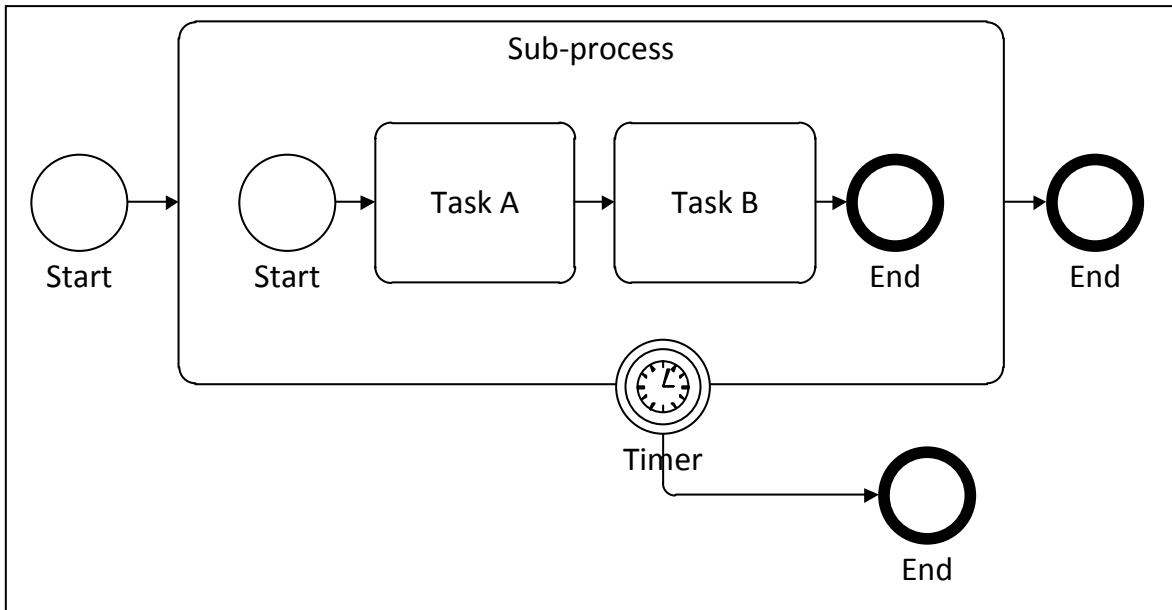 Sub-process
Task A
Task B
Start
Start
End
End
Timer
End